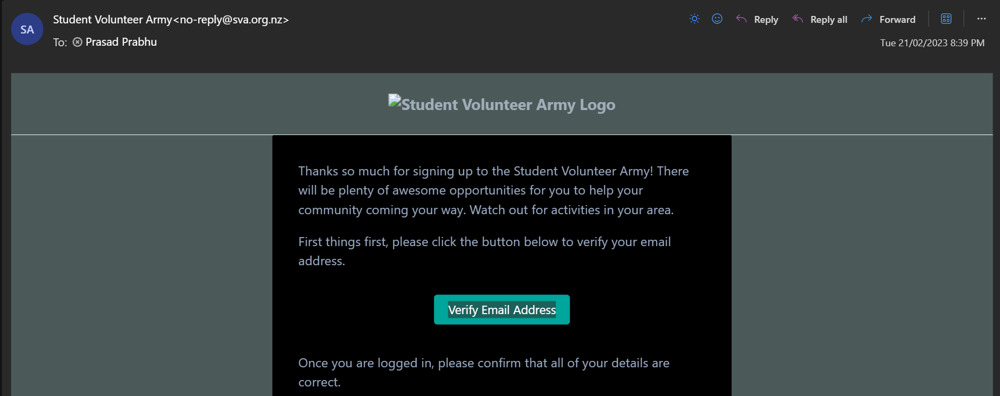 SA
Student Volunteer Army<no-reply@sva.org.nz>
Reply
Reply all
Forward
To: Prasad Prabhu
Tue 21/02/2023 8:39 PM
Student Volunteer Army Logo
Thanks so much for signing up to the Student Volunteer Army! There
will be plenty of awesome opportunities for you to help your
community coming your way. Watch out for activities in your area.
First things first, please click the button below to verify your email
address.
Verify Email Address
Once you are logged in, please confirm that all of your details are
correct.